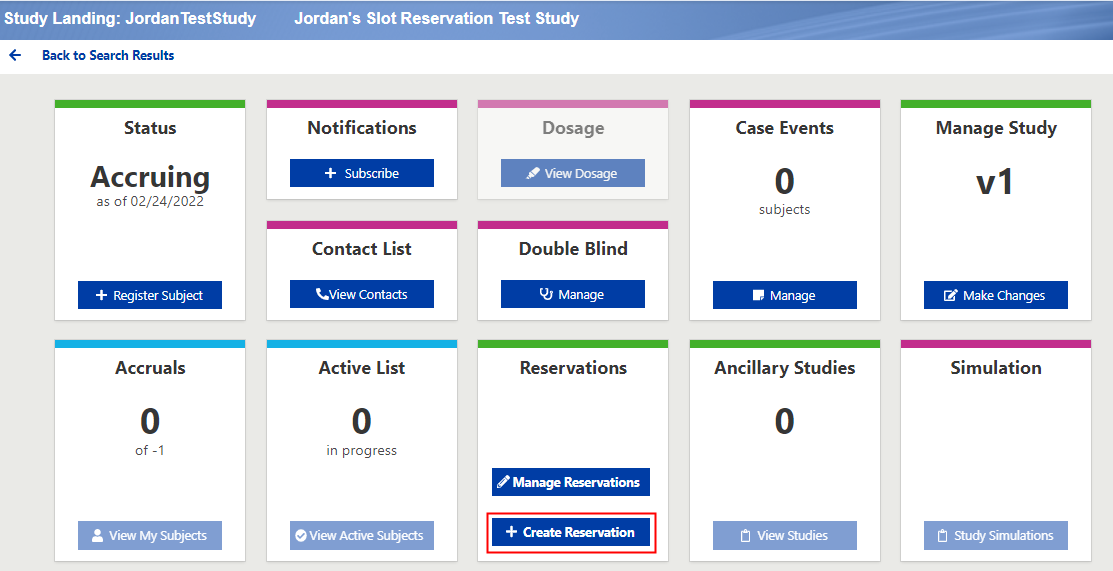 Study Landing: JordanTestStudy Jordan's Slot Reservation Test Study
Back to Search Results
Status
Accruing
as of 02/24/2022
Register Subject
Notifications
Subscribe
Dosage
View Dosage
Case Events
0
subjects
Manage
Manage Study
v1
Make Changes
Contact List
View Contacts
Double Blind
Manage
Accruals
0
of -1
View My Subjects
Active List
0
in progress
View Active Subjects
Reservations
Manage Reservations
Create Reservation
Ancillary Studies
0
View Studies
Simulation
Study Simulations